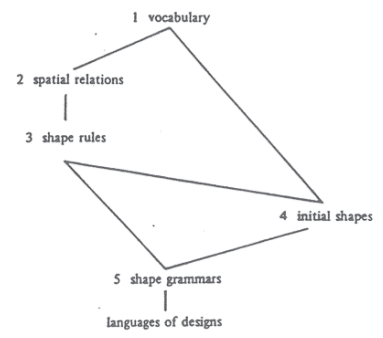 1 vocabulary
2 spatial relations
3 shape rules
4 initial shapes
5 shape grammars
languages of designs